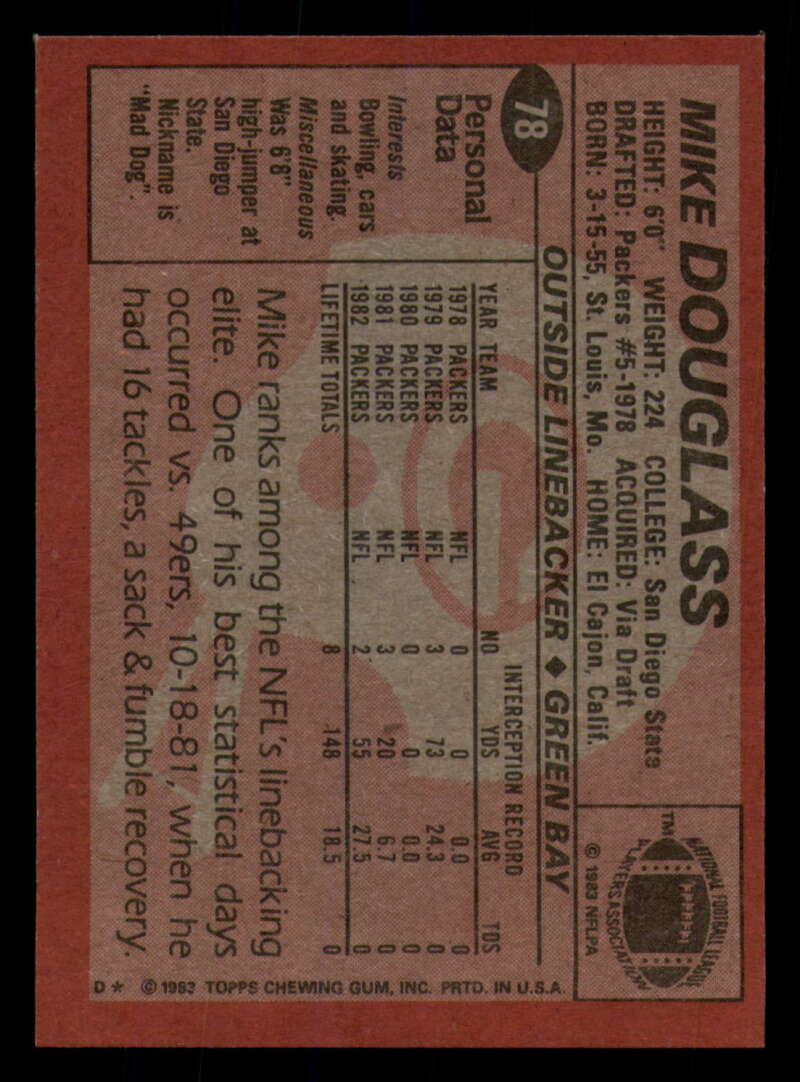 MIKE DOUGLASS
HEIGHT: 6'0" WEIGHT: 224 COLLEGE: San Diego State
DRAFTED: Packers #5-1978 ACQUIRED: Via Draft
BORN: 3-15-55, St. Louis, Mo. HOME: El Cajon, Calif.
TM
NATIONAL FOOTBALL LEAGUE
PLAYERS ASSOCIATION
© 1983 NFLPA
78
OUTSIDE LINEBACKER ♦ GREEN BAY
Personal
Data
Interests
Bowling, cars
and skating.
Miscellaneous
Was 6'8"
high-jumper at
San Diego
State.
Nickname is
"Mad Dog".
INTERCEPTION RECORD
YEAR TEAM NO YDS AVG TDS
1978 PACKERS NFL 0 0 0.0 0
1979 PACKERS NFL 3 73 24.3 0
1980 PACKERS NFL 0 0 0.0 0
1981 PACKERS NFL 3 20 6.7 0
1982 PACKERS NFL 2 55 27.5 0
LIFETIME TOTALS 8 148 18.5 0
Mike ranks among the NFL's linebacking
elite. One of his best statistical days
occurred vs. 49ers, 10-18-81, when he
had 16 tackles, a sack & fumble recovery.
D* © 1983 TOPPS CHEWING GUM, INC. PRTD. IN U.S.A.